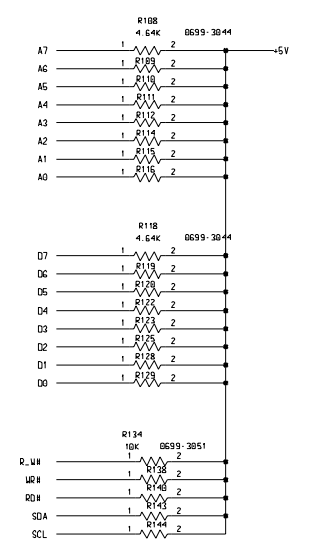 R108
4.64K 0699-3044
A7 1 2 +5V
R109
A6 1 2
R110
A5 1 2
R111
A4 1 2
R112
A3 1 2
R114
A2 1 2
R115
A1 1 2
R116
A0 1 2
R118
4.64K 0699-3044
D7 1 2
R119
D6 1 2
R120
D5 1 2
R122
D4 1 2
R123
D3 1 2
R125
D2 1 2
R128
D1 1 2
R129
D0 1 2
R134
10K 0699-3051
R_W# 1 2
R138
WR# 1 2
R140
RD# 1 2
R143
SDA 1 2
R144
SCL 1 2